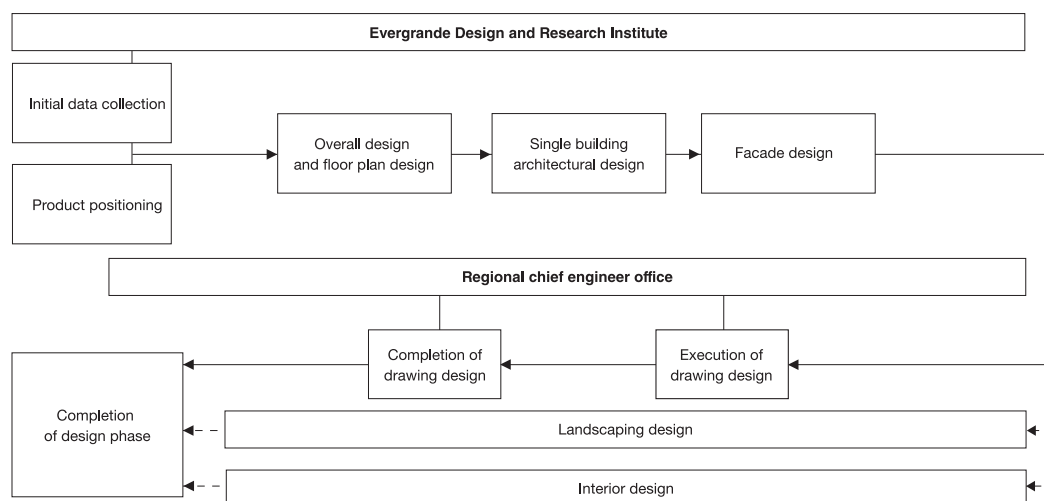 Evergrande Design and Research Institute
Initial data collection
Product positioning
Overall design
and floor plan design
Single building
architectural design
Facade design
Regional chief engineer office
Completion of
drawing design
Execution of
drawing design
Completion
of design phase
Landscaping design
Interior design